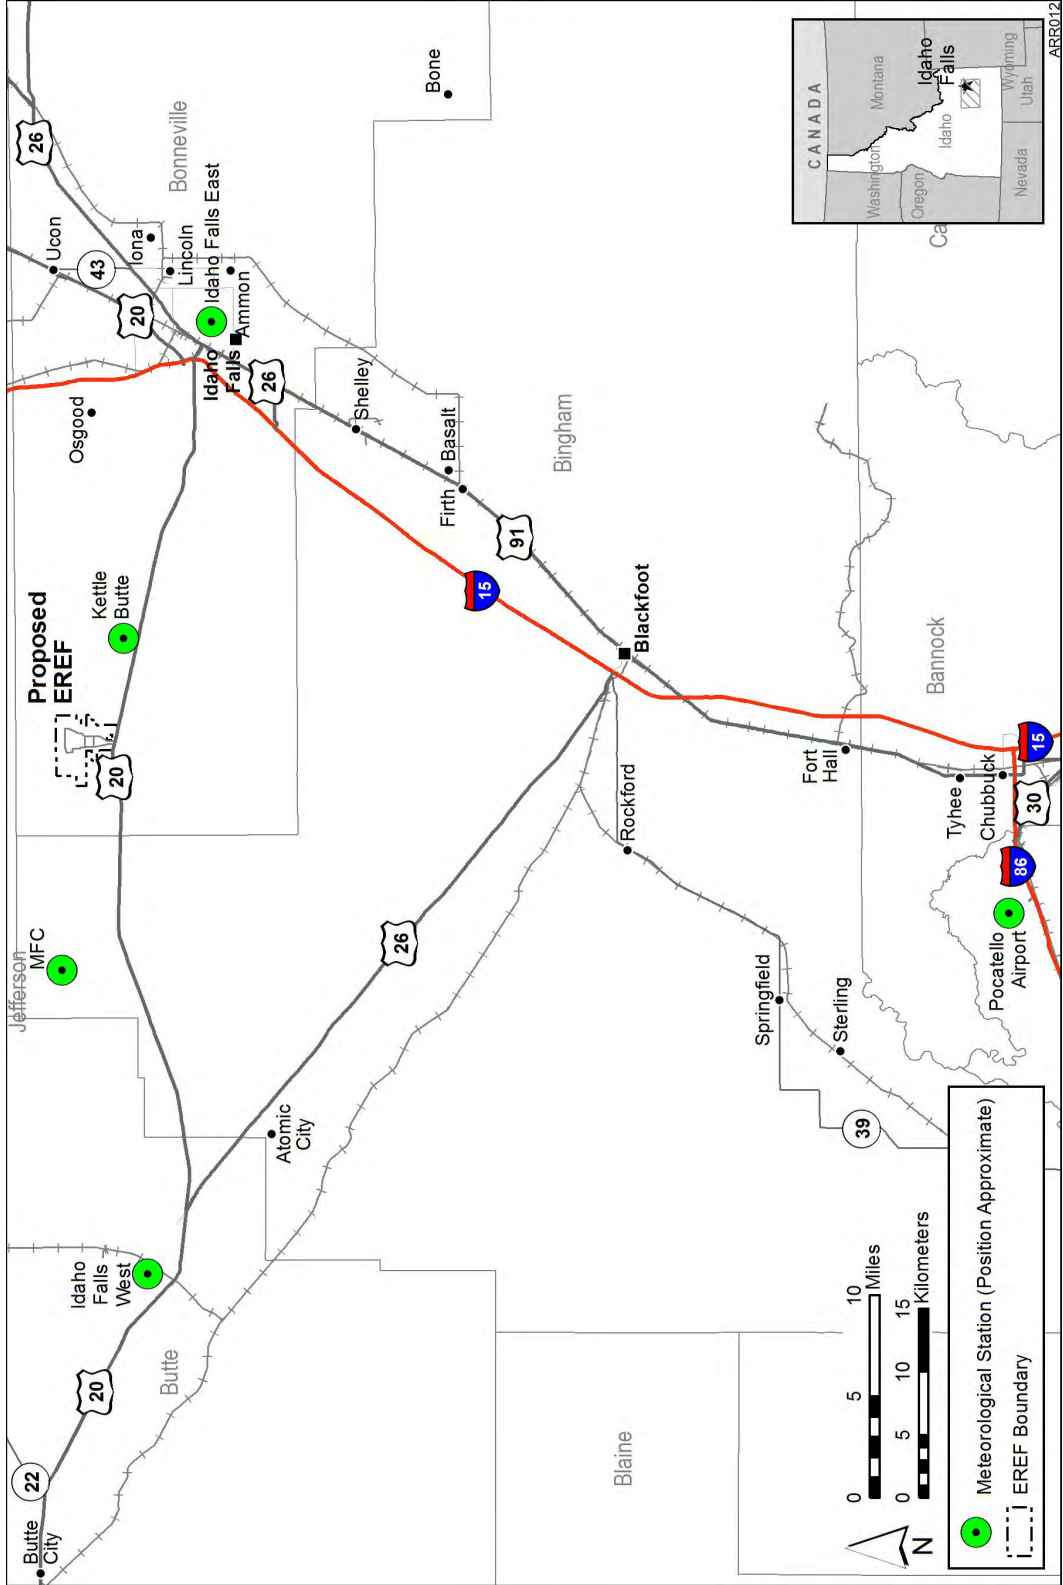 Butte
City
22
20
Butte
Idaho
Falls
West
Jefferson
MFC
Atomic
City
26
Proposed
EREF
20
Kettle
Butte
Osgood
20
43
Ucon
26
Iona
Lincoln
Bonneville
Idaho Falls East
Idaho
Falls
Ammon
26
Shelley
Basalt
Firth
Bone
91
15
Bingham
Blackfoot
Rockford
Springfield
Sterling
39
Blaine
Fort
Hall
Bannock
Tyhee
Chubbuck
15
30
86
Pocatello
Airport
Ca
N
0 5 10
Miles
0 5 10 15
Kilometers
Meteorological Station (Position Approximate)
EREF Boundary
CANADA
Washington
Montana
Oregon
Idaho
Idaho
Falls
Wyoming
Nevada
Utah
ARR012